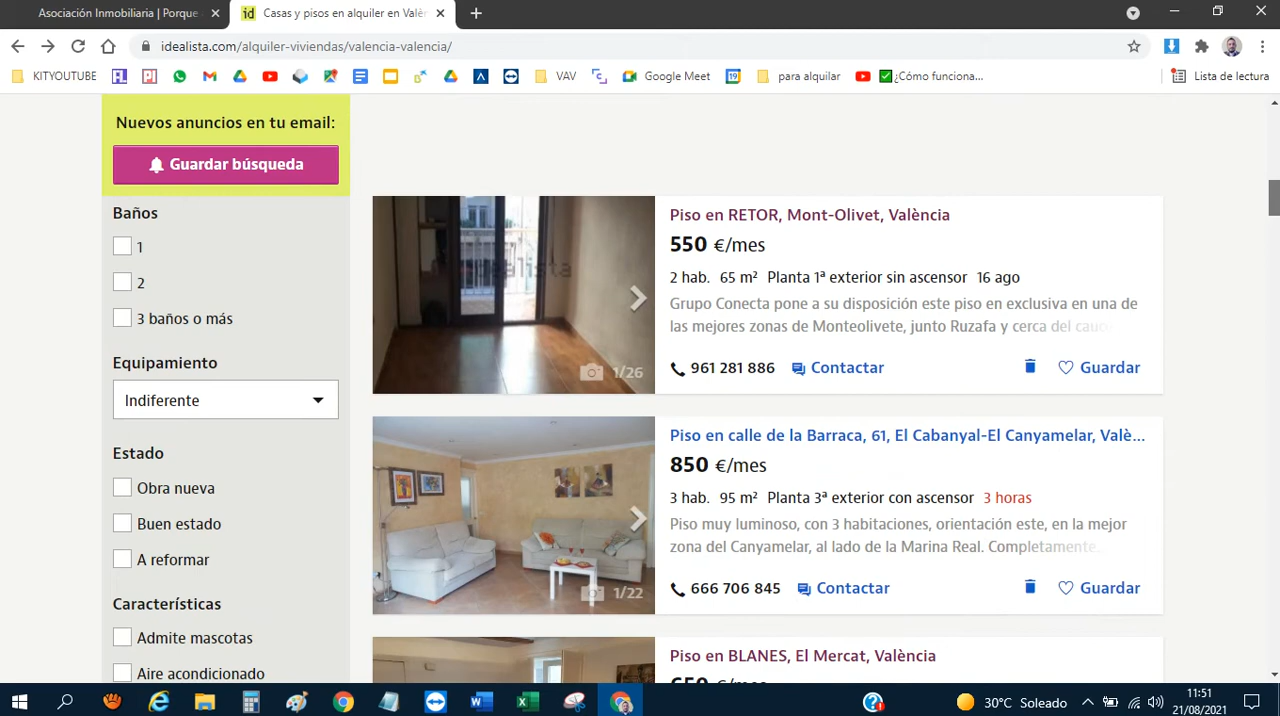 Asociación Inmobiliaria | Porque
id Casas y pisos en alquiler en Valèr
idealista.com/alquiler-viviendas/valencia-valencia/
KITYOUTUBE
VAV
Google Meet
para alquilar
¿Cómo funciona...
Lista de lectura
Nuevos anuncios en tu email:
Guardar búsqueda
Baños
1
2
3 baños o más
Equipamiento
Indiferente
Estado
Obra nueva
Buen estado
A reformar
Características
Admite mascotas
Aire acondicionado
idealista
1/26
Piso en RETOR, Mont-Olivet, València
550 €/mes
2 hab. 65 m² Planta 1ª exterior sin ascensor 16 ago
Grupo Conecta pone a su disposición este piso en exclusiva en una de
las mejores zonas de Monteolivete, junto Ruzafa y cerca del cauce
961 281 886 Contactar Guardar
1/22
Piso en calle de la Barraca, 61, El Cabanyal-El Canyamelar, Valè...
850 €/mes
3 hab. 95 m² Planta 3ª exterior con ascensor 3 horas
Piso muy luminoso, con 3 habitaciones, orientación este, en la mejor
zona del Canyamelar, al lado de la Marina Real. Completamente
666 706 845 Contactar Guardar
Piso en BLANES, El Mercat, València
650 €/mes
30°C Soleado
11:51
21/08/2021